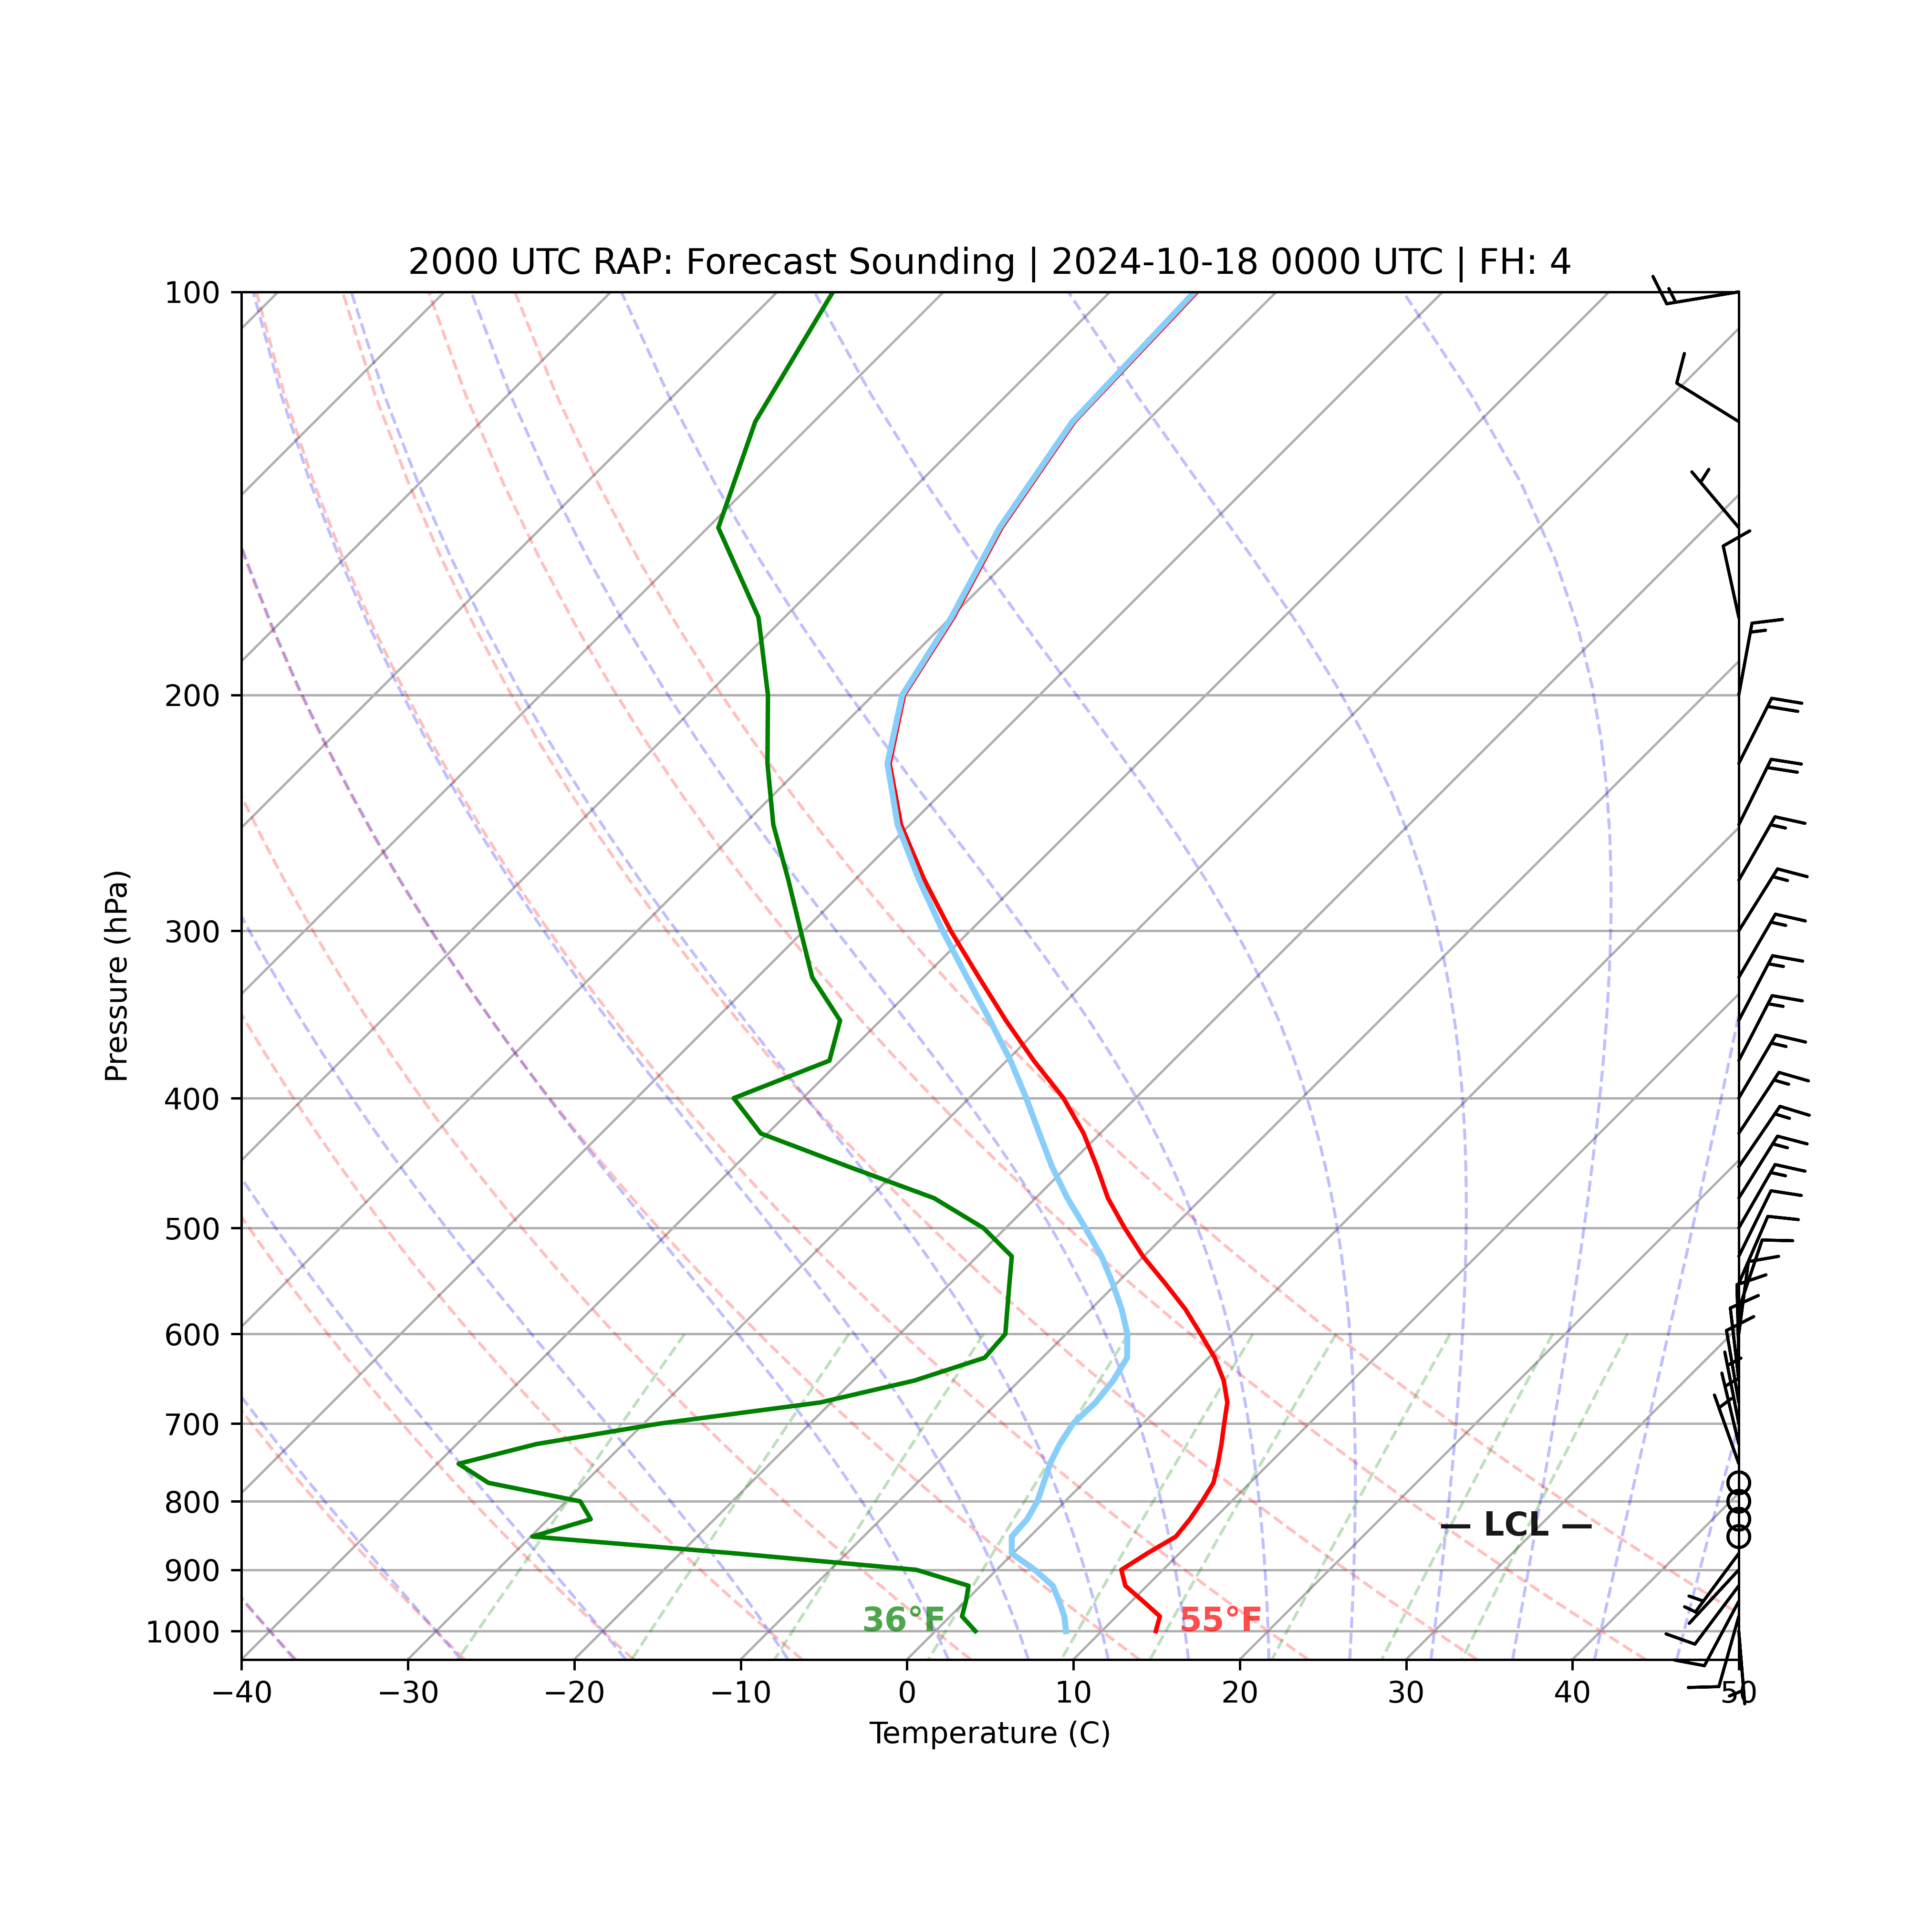 2000 UTC RAP: Forecast Sounding | 2024-10-18 0000 UTC | FH: 4
100
200
300
400
500
600
700
800
900
1000
Pressure (hPa)
— LCL —
36°F
55°F
−40 −30 −20 −10 0 10 20 30 40 50
Temperature (C)